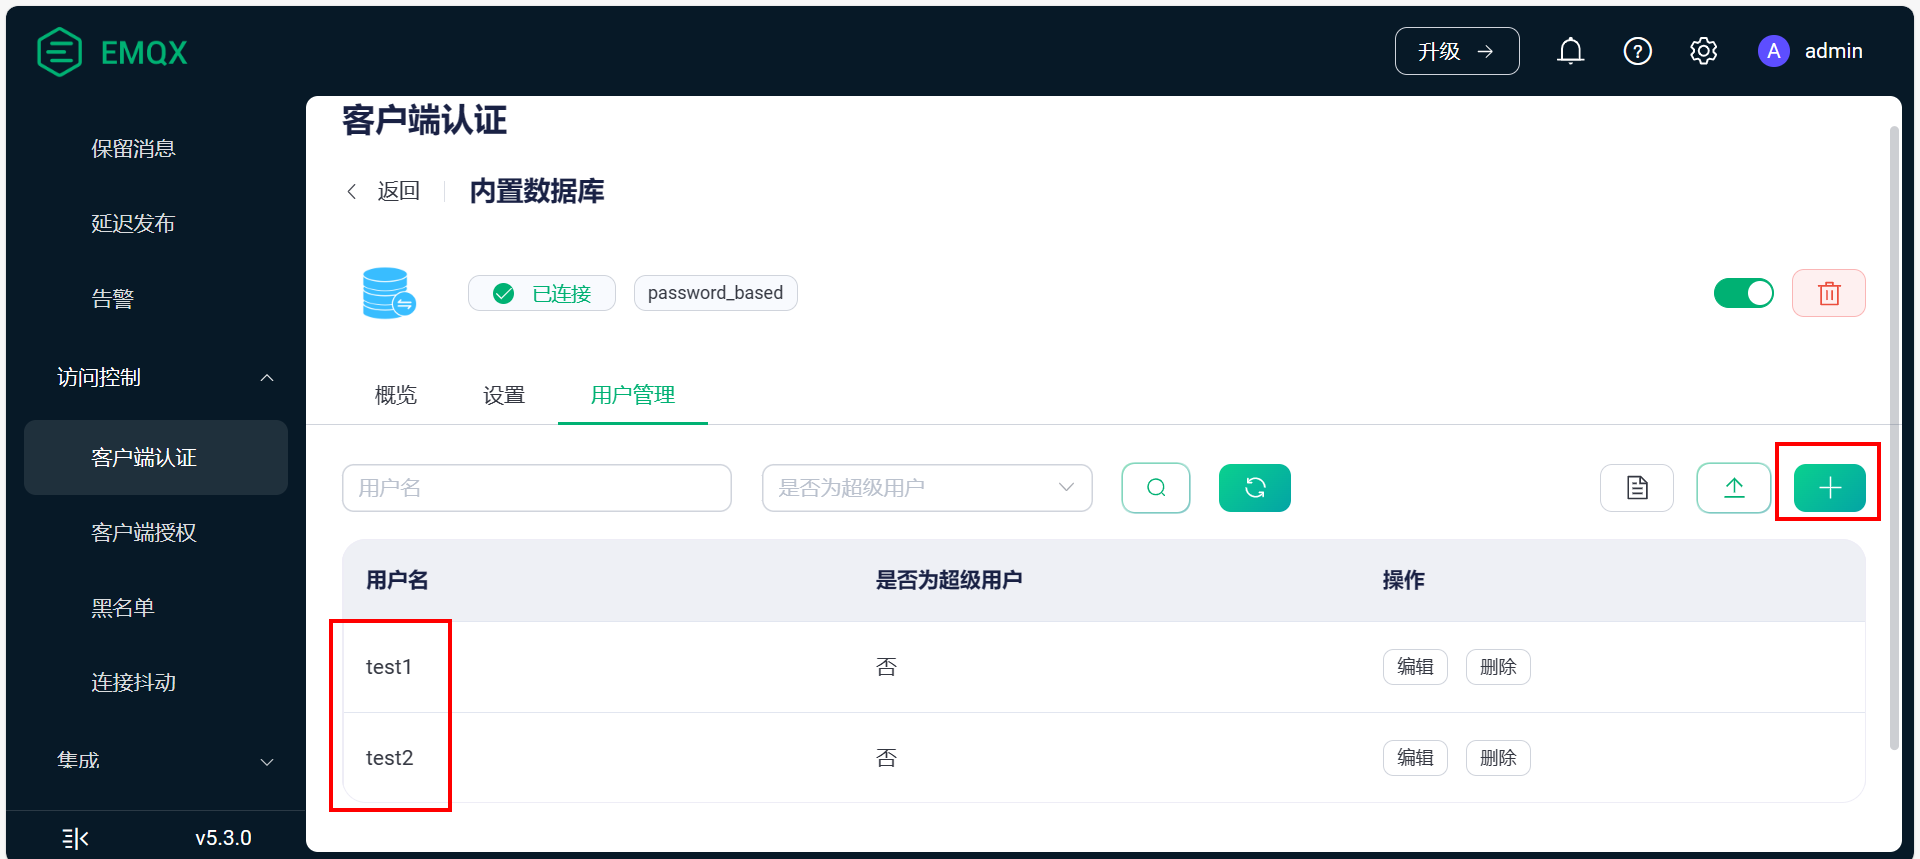 EMQX
升级 →
A admin
保留消息
延迟发布
告警
访问控制
客户端认证
客户端授权
黑名单
连接抖动
集成
v5.3.0
客户端认证
返回 内置数据库
已连接 password_based
概览 设置 用户管理
用户名 是否为超级用户
用户名 是否为超级用户 操作
test1 否 编辑 删除
test2 否 编辑 删除